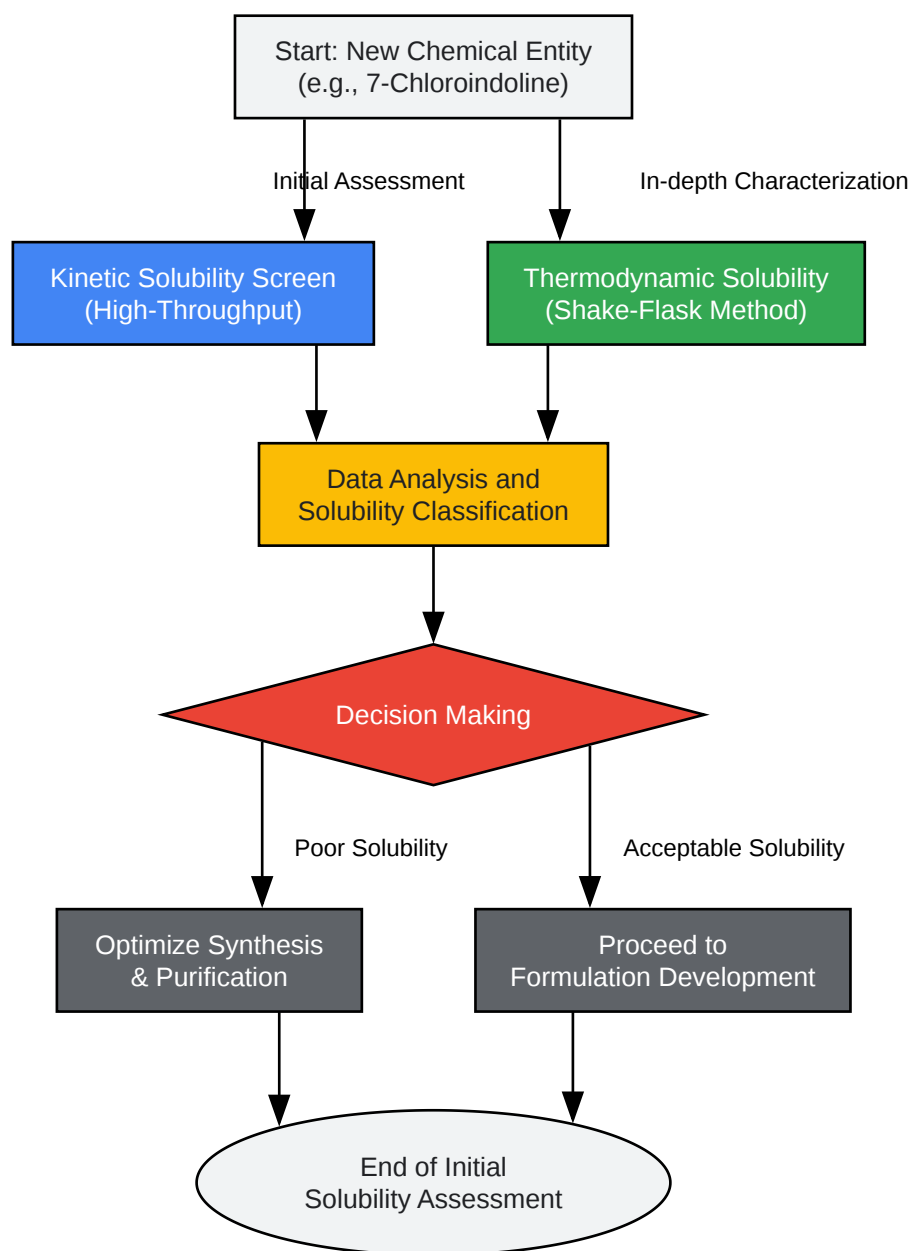 Start: New Chemical Entity
(e.g., 7-Chloroindoline)
Initial Assessment
In-depth Characterization
Kinetic Solubility Screen
(High-Throughput)
Thermodynamic Solubility
(Shake-Flask Method)
Data Analysis and
Solubility Classification
Decision Making
Poor Solubility
Acceptable Solubility
Optimize Synthesis
& Purification
Proceed to
Formulation Development
End of Initial
Solubility Assessment